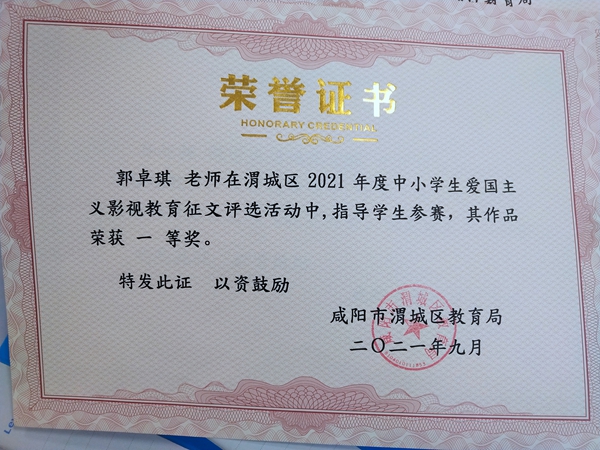 教育局
荣誉证书
HONORARY CREDENTIAL
郭卓琪 老师在渭城区 2021 年度中小学生爱国主
义影视教育征文评选活动中,指导学生参赛，其作品
荣获 一 等奖。
特发此证 以资鼓励
咸阳市渭城区教育局
二〇二一年九月